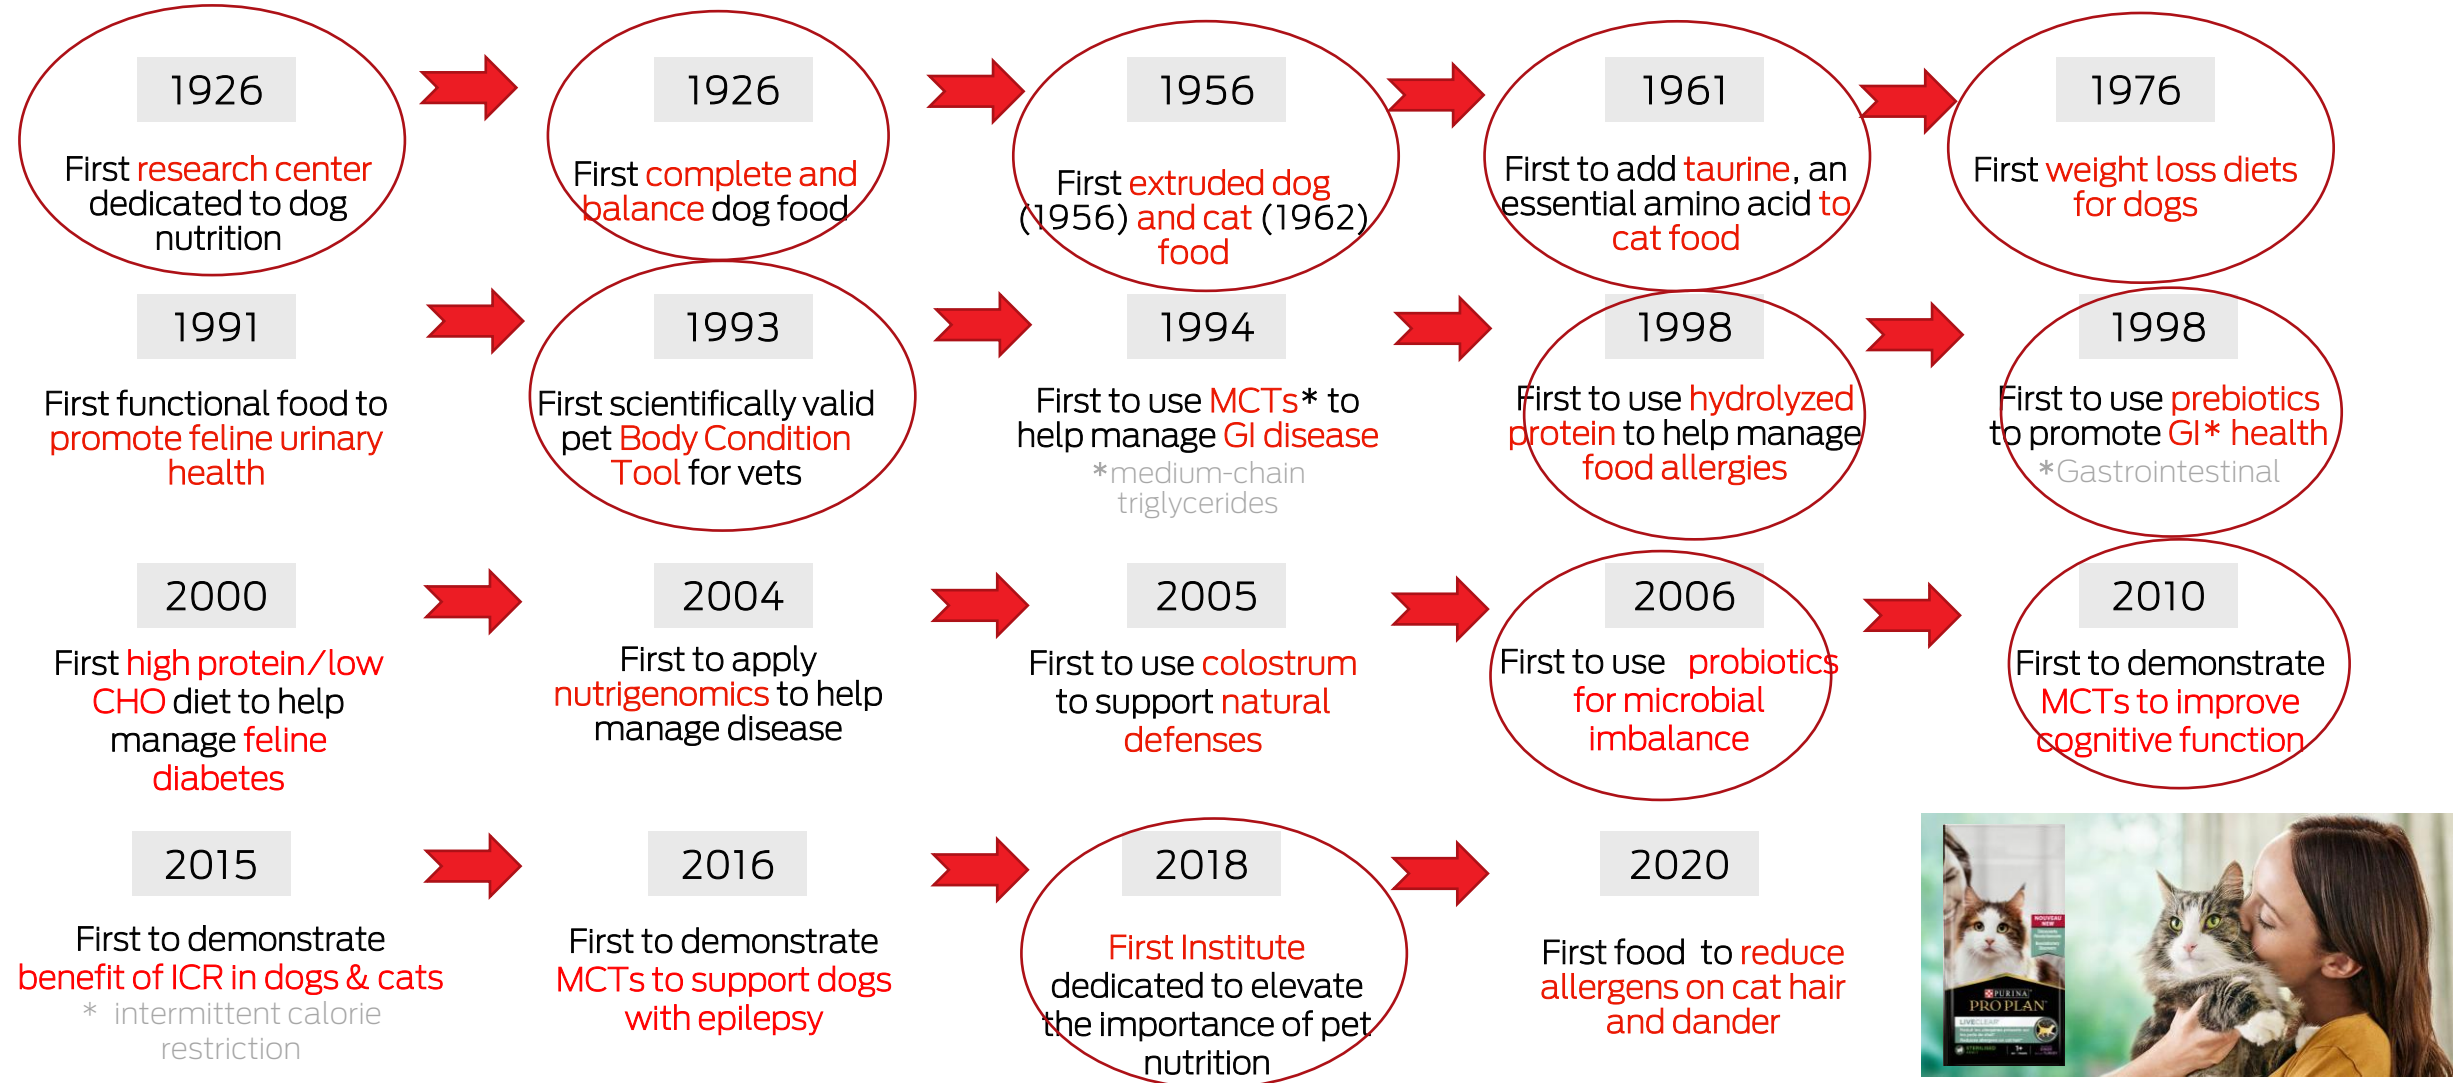 1926
First research center
dedicated to dog
nutrition
1926
First complete and
balance dog food
1956
First extruded dog
(1956) and cat (1962)
food
1961
First to add taurine, an
essential amino acid to
cat food
1976
First weight loss diets
for dogs
1991
First functional food to
promote feline urinary
health
1993
First scientifically valid
pet Body Condition
Tool for vets
1994
First to use MCTs* to
help manage GI disease
*medium-chain
triglycerides
1998
First to use hydrolyzed
protein to help manage
food allergies
1998
First to use prebiotics
to promote GI* health
*Gastrointestinal
2000
First high protein/low
CHO diet to help
manage feline
diabetes
2004
First to apply
nutrigenomics to help
manage disease
2005
First to use colostrum
to support natural
defenses
2006
First to use probiotics
for microbial
imbalance
2010
First to demonstrate
MCTs to improve
cognitive function
2015
First to demonstrate
benefit of ICR in dogs & cats
* intermittent calorie
restriction
2016
First to demonstrate
MCTs to support dogs
with epilepsy
2018
First Institute
dedicated to elevate
the importance of pet
nutrition
2020
First food to reduce
allergens on cat hair
and dander
NOUVEAU
NEW
PURINA
PRO PLAN
LIVECLEAR
STERILISED
1+